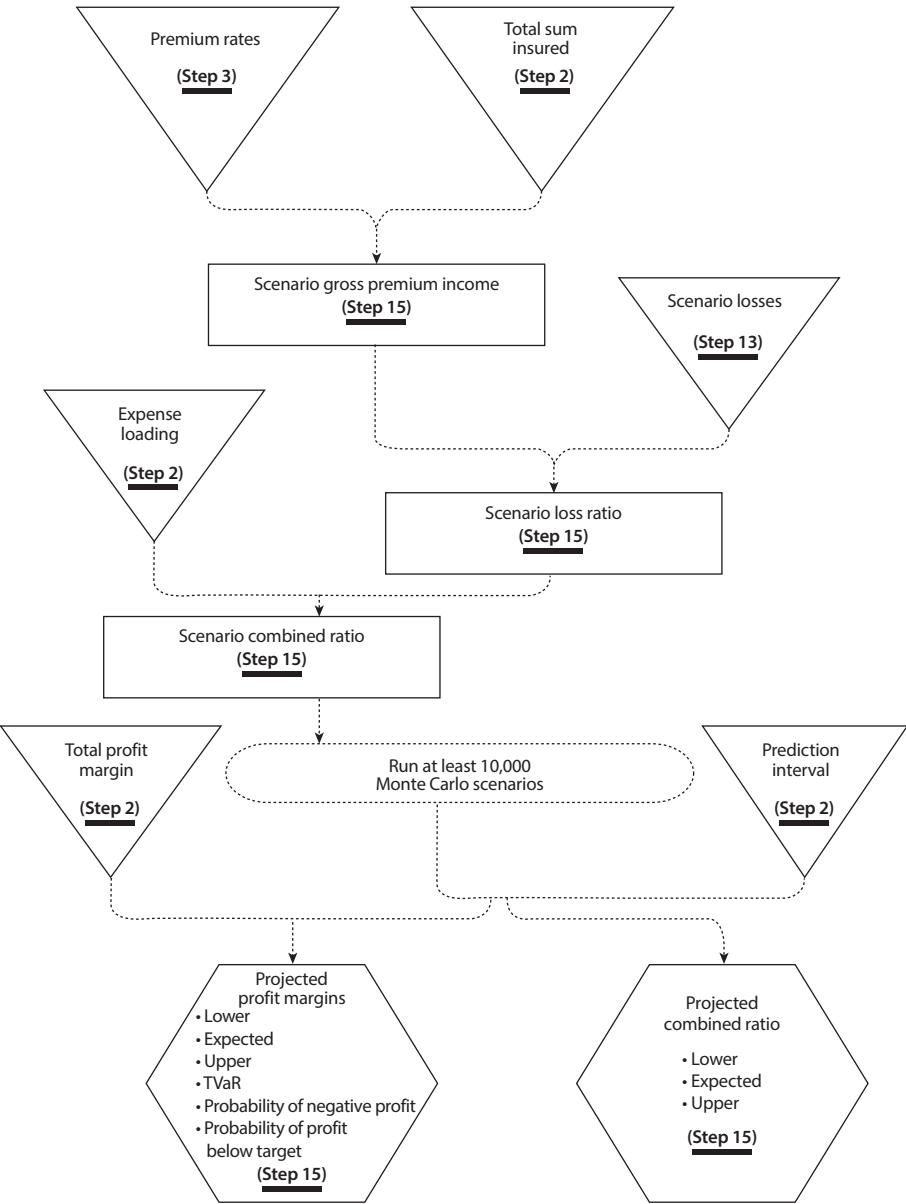 Premium rates
(Step 3)
Total sum
insured
(Step 2)
Scenario gross premium income
(Step 15)
Scenario losses
(Step 13)
Expense
loading
(Step 2)
Scenario loss ratio
(Step 15)
Scenario combined ratio
(Step 15)
Total profit
margin
(Step 2)
Run at least 10,000
Monte Carlo scenarios
Prediction
interval
(Step 2)
Projected
profit margins
• Lower
• Expected
• Upper
• TVaR
• Probability of negative profit
• Probability of profit
below target
(Step 15)
Projected
combined ratio
• Lower
• Expected
• Upper
(Step 15)